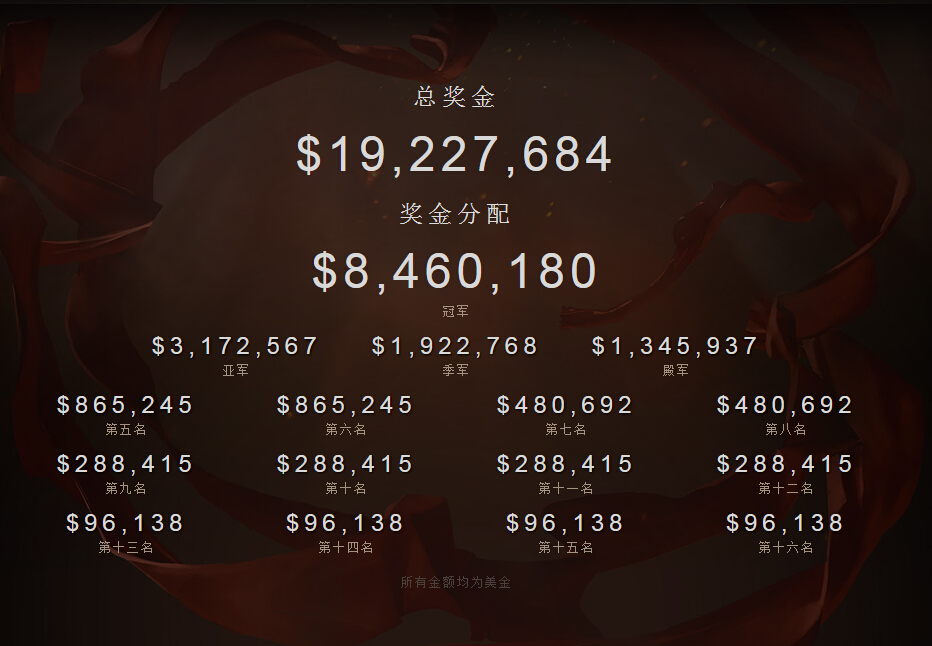 总奖金
$19,227,684
奖金分配
$8,460,180
冠军
$3,172,567 $1,922,768 $1,345,937
亚军 季军 殿军
$865,245 $865,245 $480,692 $480,692
第五名 第六名 第七名 第八名
$288,415 $288,415 $288,415 $288,415
第九名 第十名 第十一名 第十二名
$96,138 $96,138 $96,138 $96,138
第十三名 第十四名 第十五名 第十六名
所有金额均为美金